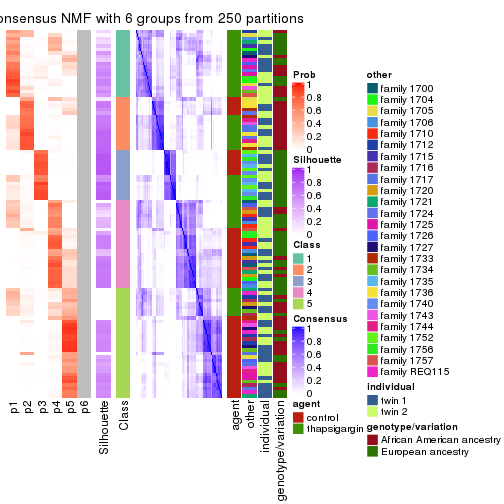 onsensus NMF with 6 groups from 250 partitions
Prob
1
0.8
0.6
0.4
0.2
0
Silhouette
1
0.8
0.6
0.4
0.2
0
Class
1
2
3
4
5
Consensus
1
0.8
0.6
0.4
0.2
0
agent
control
thapsigargin
other
family 1700
family 1704
family 1705
family 1706
family 1710
family 1712
family 1715
family 1716
family 1717
family 1720
family 1721
family 1724
family 1725
family 1726
family 1727
family 1733
family 1734
family 1735
family 1736
family 1740
family 1743
family 1744
family 1752
family 1756
family 1757
family REQ115
individual
twin 1
twin 2
genotype/variation
African American ancestry
European ancestry
p1
p2
p3
p4
p5
p6
Silhouette
Class
agent
other
individual
genotype/variation